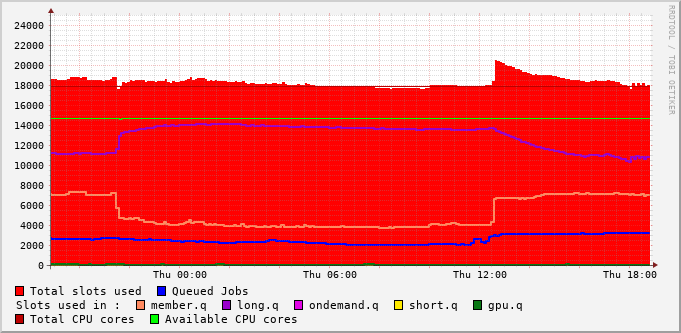 24000
22000
20000
18000
16000
14000
12000
10000
8000
6000
4000
2000
0
Thu 00:00 Thu 06:00 Thu 12:00 Thu 18:00
Total slots used Queued Jobs
Slots used in : member.q long.q ondemand.q short.q gpu.q
Total CPU cores Available CPU cores
RRDTOOL / TOBI OETIKER